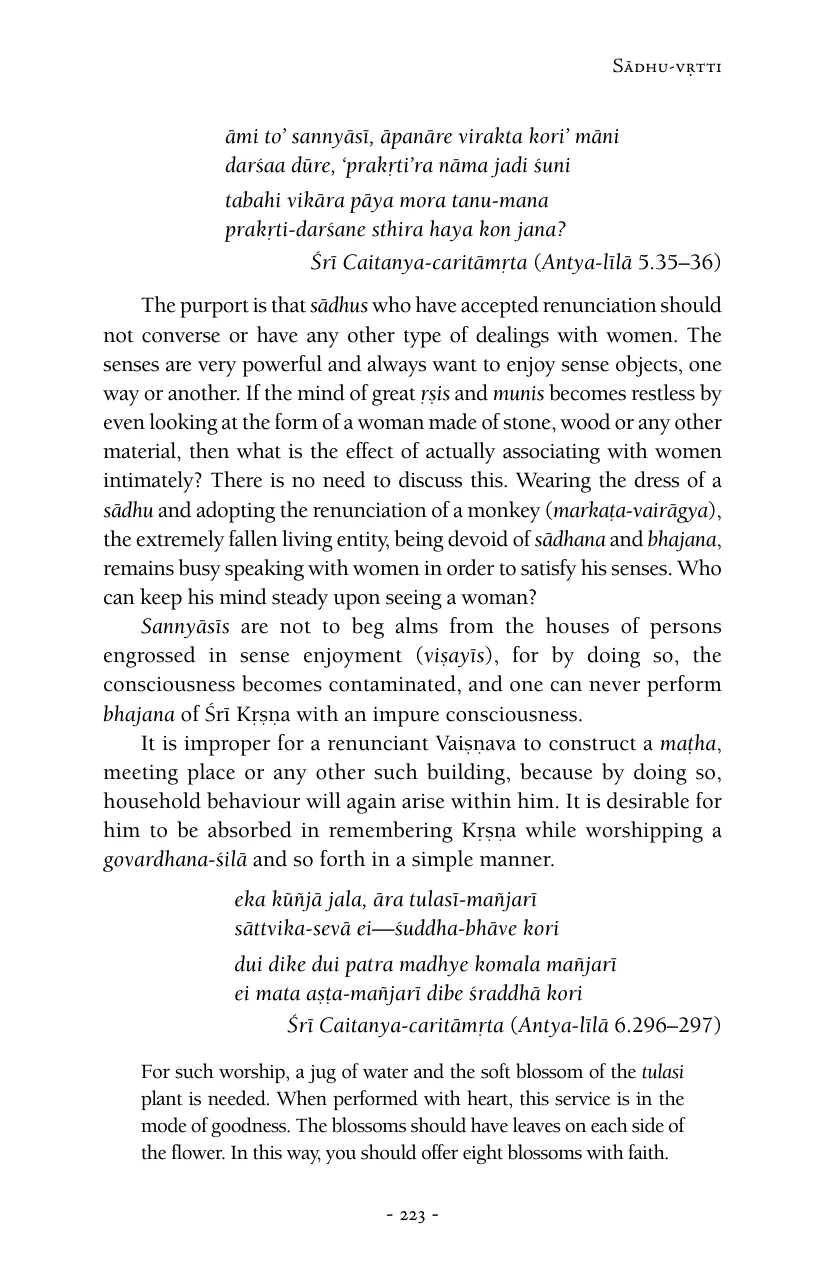 Sādhu-vṛtti
āmi to’ sannyāsī, āpanāre virakta kori’ māni
darśaa dūre, ‘prakṛti’ra nāma jadi śuni
tabahi vikāra pāya mora tanu-mana
prakṛti-darśane sthira haya kon jana?
Śrī Caitanya-caritāmṛta (Antya-līlā 5.35–36)
The purport is that sādhus who have accepted renunciation should
not converse or have any other type of dealings with women. The
senses are very powerful and always want to enjoy sense objects, one
way or another. If the mind of great ṛṣis and munis becomes restless by
even looking at the form of a woman made of stone, wood or any other
material, then what is the effect of actually associating with women
intimately? There is no need to discuss this. Wearing the dress of a
sādhu and adopting the renunciation of a monkey (markaṭa-vairāgya),
the extremely fallen living entity, being devoid of sādhana and bhajana,
remains busy speaking with women in order to satisfy his senses. Who
can keep his mind steady upon seeing a woman?
Sannyāsīs are not to beg alms from the houses of persons
engrossed in sense enjoyment (viṣayīs), for by doing so, the
consciousness becomes contaminated, and one can never perform
bhajana of Śrī Kṛṣṇa with an impure consciousness.
It is improper for a renunciant Vaiṣṇava to construct a maṭha,
meeting place or any other such building, because by doing so,
household behaviour will again arise within him. It is desirable for
him to be absorbed in remembering Kṛṣṇa while worshipping a
govardhana-śilā and so forth in a simple manner.
eka kũñjā jala, āra tulasī-mañjarī
sāttvika-sevā ei—śuddha-bhāve kori
dui dike dui patra madhye komala mañjarī
ei mata aṣṭa-mañjarī dibe śraddhā kori
Śrī Caitanya-caritāmṛta (Antya-līlā 6.296–297)
For such worship, a jug of water and the soft blossom of the tulasi
plant is needed. When performed with heart, this service is in the
mode of goodness. The blossoms should have leaves on each side of
the flower. In this way, you should offer eight blossoms with faith.
- 223 -